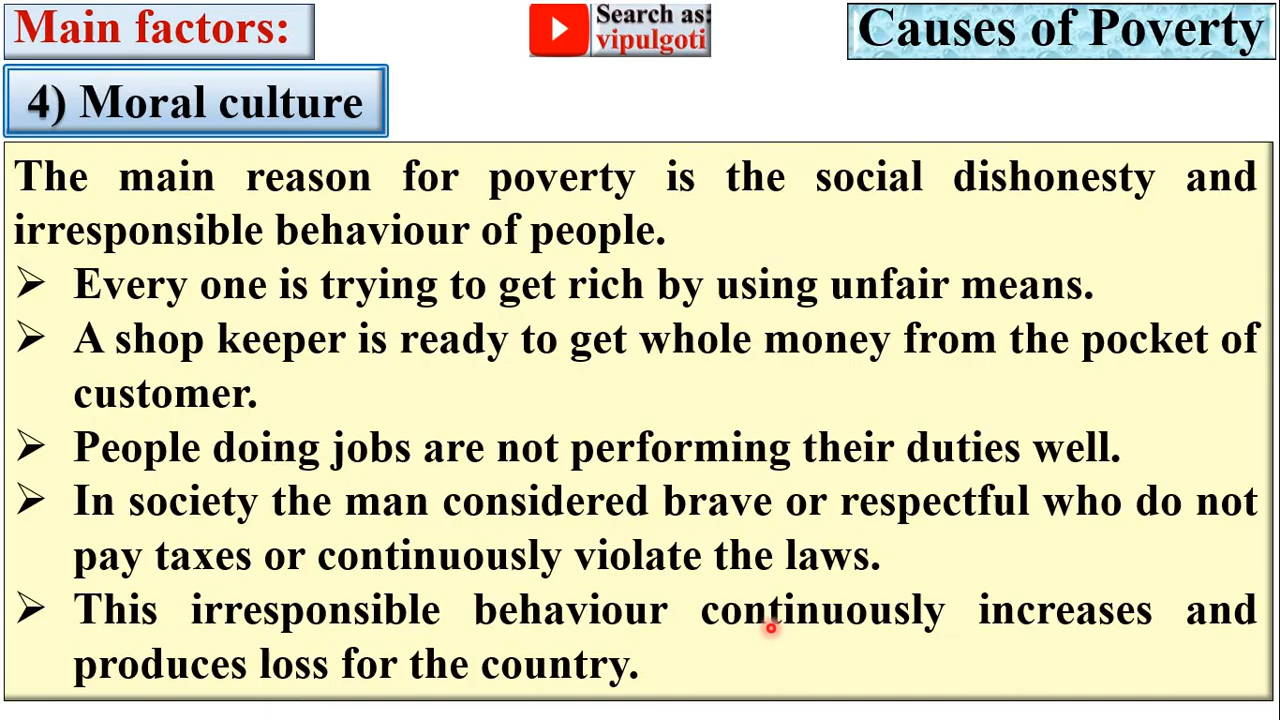 Main factors:
Search as:
vipulgoti
Causes of Poverty
4) Moral culture
The main reason for poverty is the social dishonesty and
irresponsible behaviour of people.
➢ Every one is trying to get rich by using unfair means.
➢ A shop keeper is ready to get whole money from the pocket of
customer.
➢ People doing jobs are not performing their duties well.
➢ In society the man considered brave or respectful who do not
pay taxes or continuously violate the laws.
➢ This irresponsible behaviour continuously increases and
produces loss for the country.